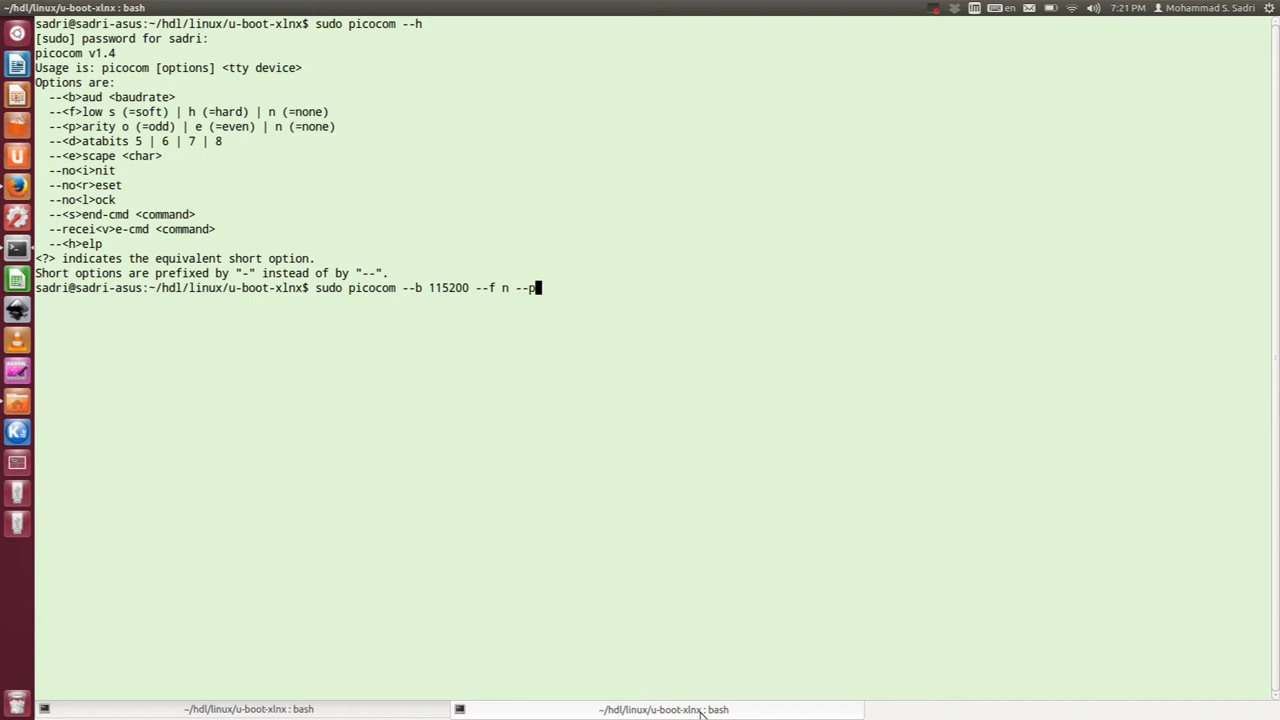 ~/hdl/linux/u-boot-xlnx : bash
en
7:21 PM
Mohammad S. Sadri
sadri@sadri-asus:~/hdl/linux/u-boot-xlnx$ sudo picocom --h
[sudo] password for sadri:
picocom v1.4
Usage is: picocom [options] <tty device>
Options are:
--<b>aud <baudrate>
--<f>low s (=soft) | h (=hard) | n (=none)
--<p>arity o (=odd) | e (=even) | n (=none)
--<d>atabits 5 | 6 | 7 | 8
--<e>scape <char>
--no<i>nit
--no<r>eset
--no<l>ock
--<s>end-cmd <command>
--recei<v>e-cmd <command>
--<h>elp
<?> indicates the equivalent short option.
Short options are prefixed by "-" instead of by "--".
sadri@sadri-asus:~/hdl/linux/u-boot-xlnx$ sudo picocom --b 115200 --f n --p
~/hdl/linux/u-boot-xlnx : bash
~/hdl/linux/u-boot-xlnx : bash